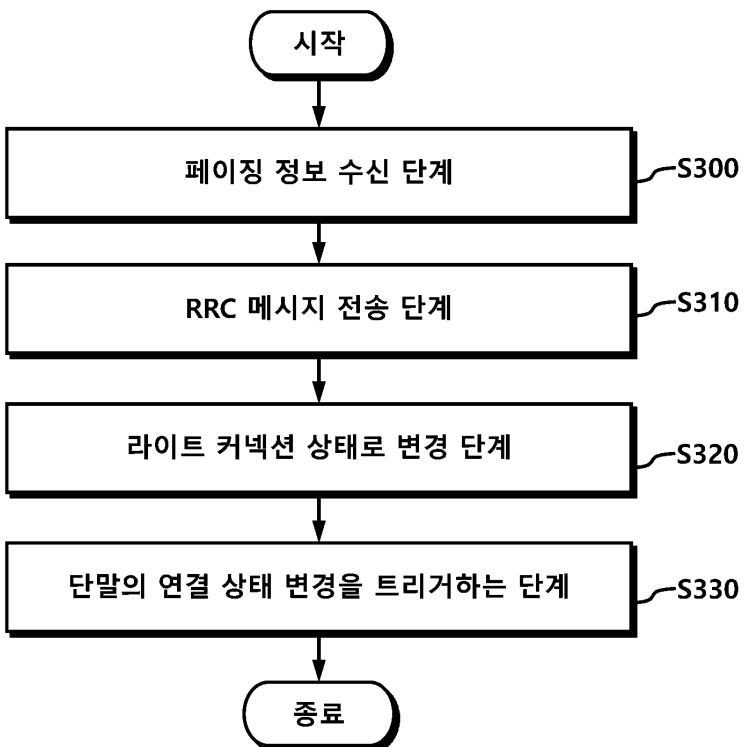 시작
페이징 정보 수신 단계
S300
RRC 메시지 전송 단계
S310
라이트 커넥션 상태로 변경 단계
S320
단말의 연결 상태 변경을 트리거하는 단계
S330
종료